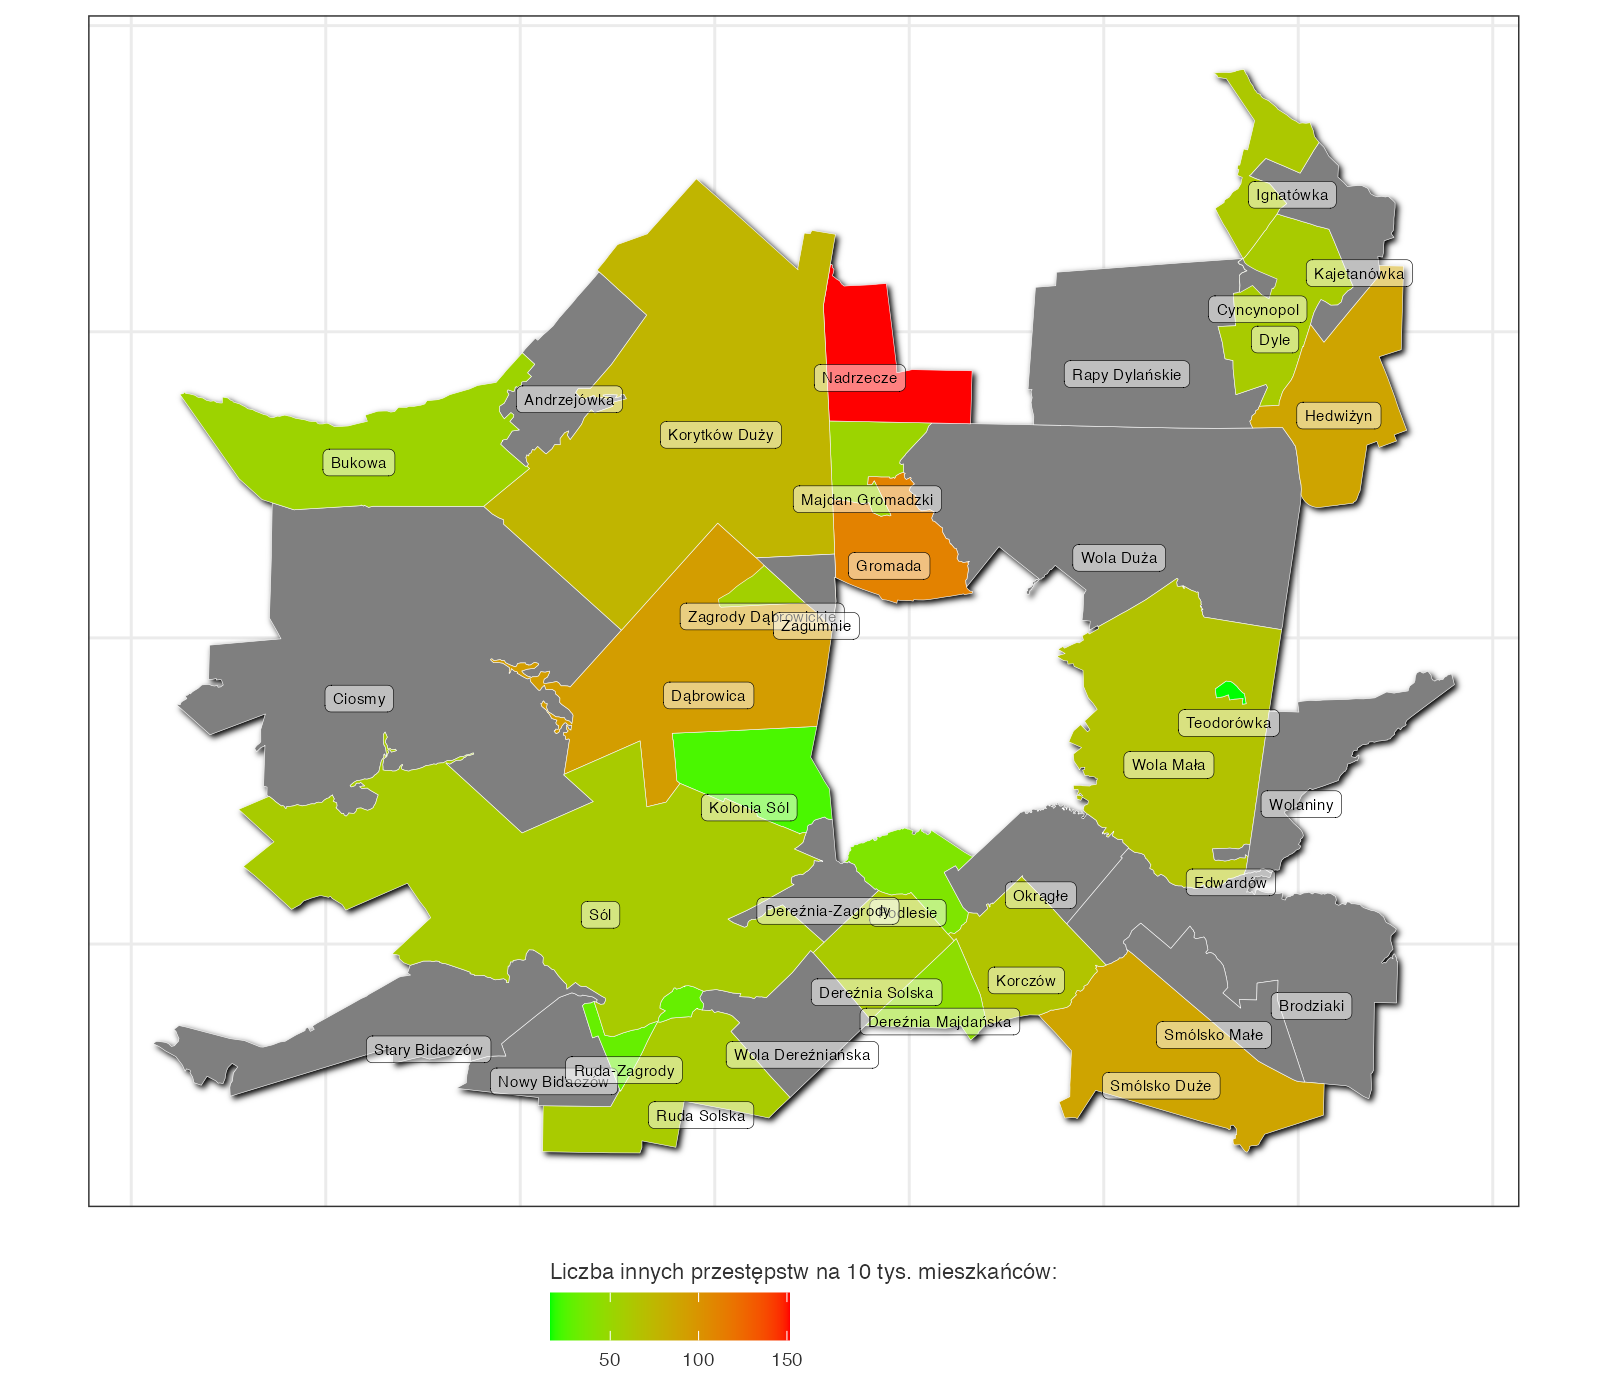 Ignatówka
Kajetanówka
Cyncynopol
Dyle
Rapy Dylańskie
Nadrzecze
Andrzejówka
Hedwiżyn
Korytków Duży
Bukowa
Majdan Gromadzki
Wola Duża
Gromada
Zagrody Dąbrowickie
Zagumnie
Ciosmy
Dąbrowica
Teodorówka
Wola Mała
Kolonia Sól
Wolaniny
Edwardów
Okrągłe
Dereźnia-Zagrody
Podlesie
Sól
Korczów
Dereźnia Solska
Brodziaki
Dereźnia Majdańska
Smólsko Małe
Stary Bidaczów
Wola Dereźniańska
Ruda-Zagrody
Nowy Bidaczów
Smólsko Duże
Ruda Solska
Liczba innych przestępstw na 10 tys. mieszkańców:
50 100 150